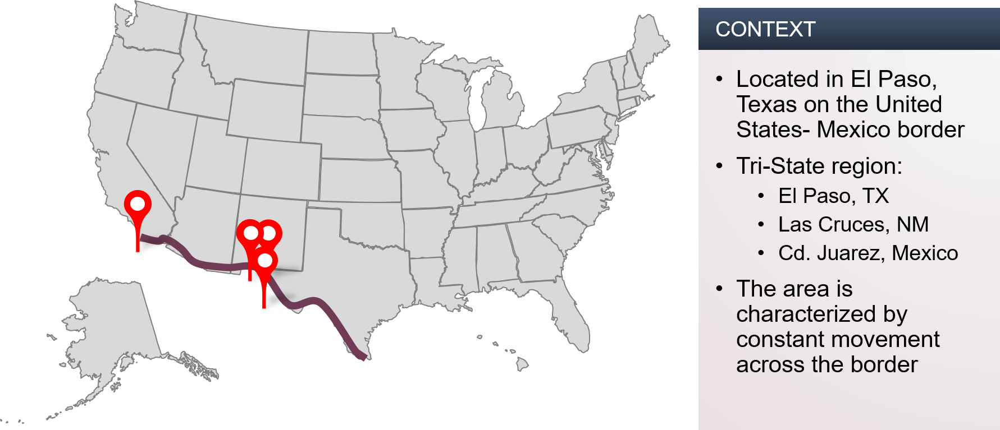 CONTEXT
• Located in El Paso,
Texas on the United
States- Mexico border
• Tri-State region:
• El Paso, TX
• Las Cruces, NM
• Cd. Juarez, Mexico
• The area is
characterized by
constant movement
across the border